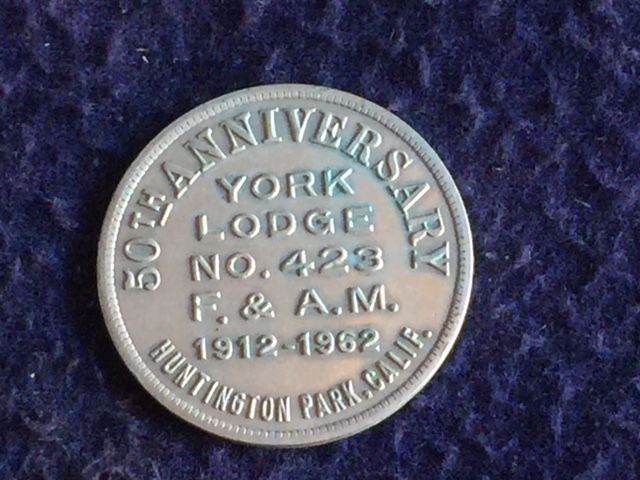 50TH ANNIVERSARY
YORK
LODGE
NO. 423
F. & A.M.
1912-1962
HUNTINGTON PARK, CALIF.